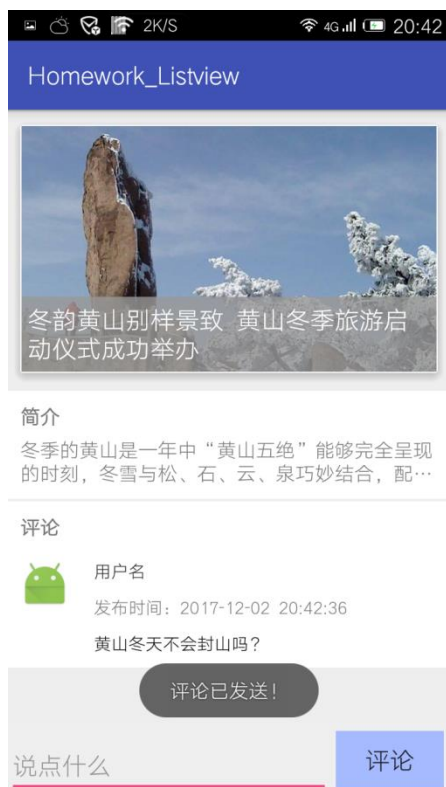 2K/S 4G 20:42
Homework_Listview
冬韵黄山别样景致 黄山冬季旅游启
动仪式成功举办
简介
冬季的黄山是一年中“黄山五绝”能够完全呈现
的时刻，冬雪与松、石、云、泉巧妙结合，配…
评论
用户名
发布时间：2017-12-02 20:42:36
黄山冬天不会封山吗？
评论已发送！
说点什么
评论